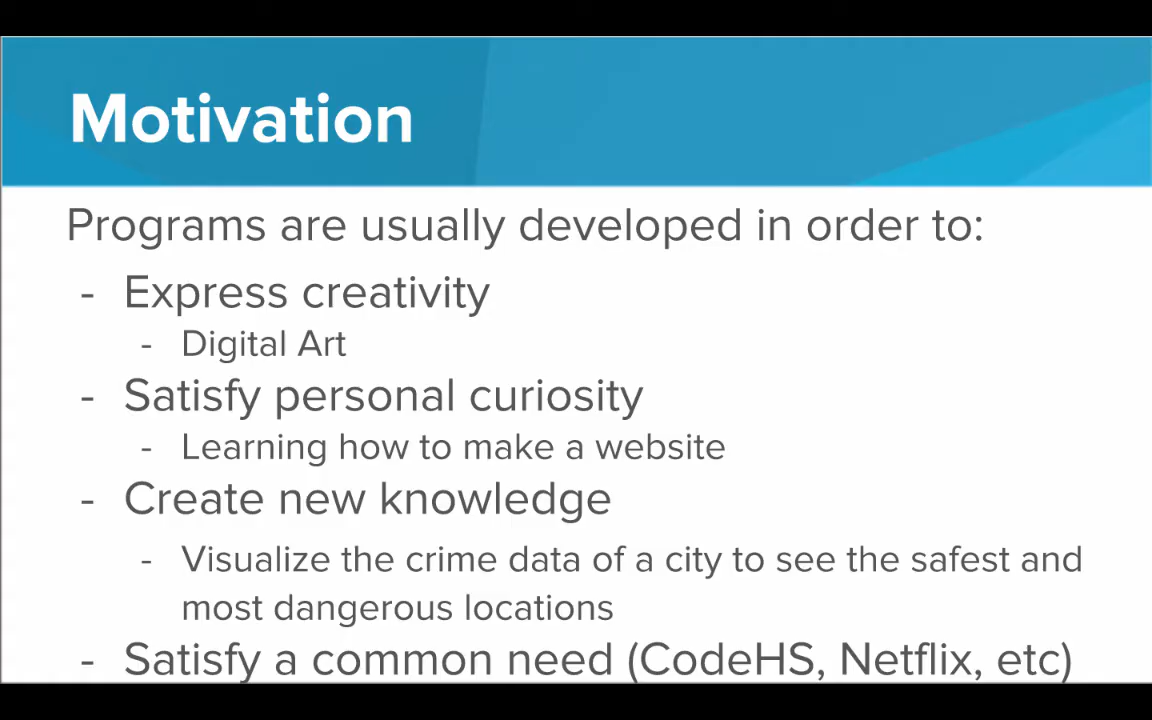 Motivation
Programs are usually developed in order to:
- Express creativity
- Digital Art
- Satisfy personal curiosity
- Learning how to make a website
- Create new knowledge
- Visualize the crime data of a city to see the safest and
most dangerous locations
- Satisfy a common need (CodeHS, Netflix, etc)